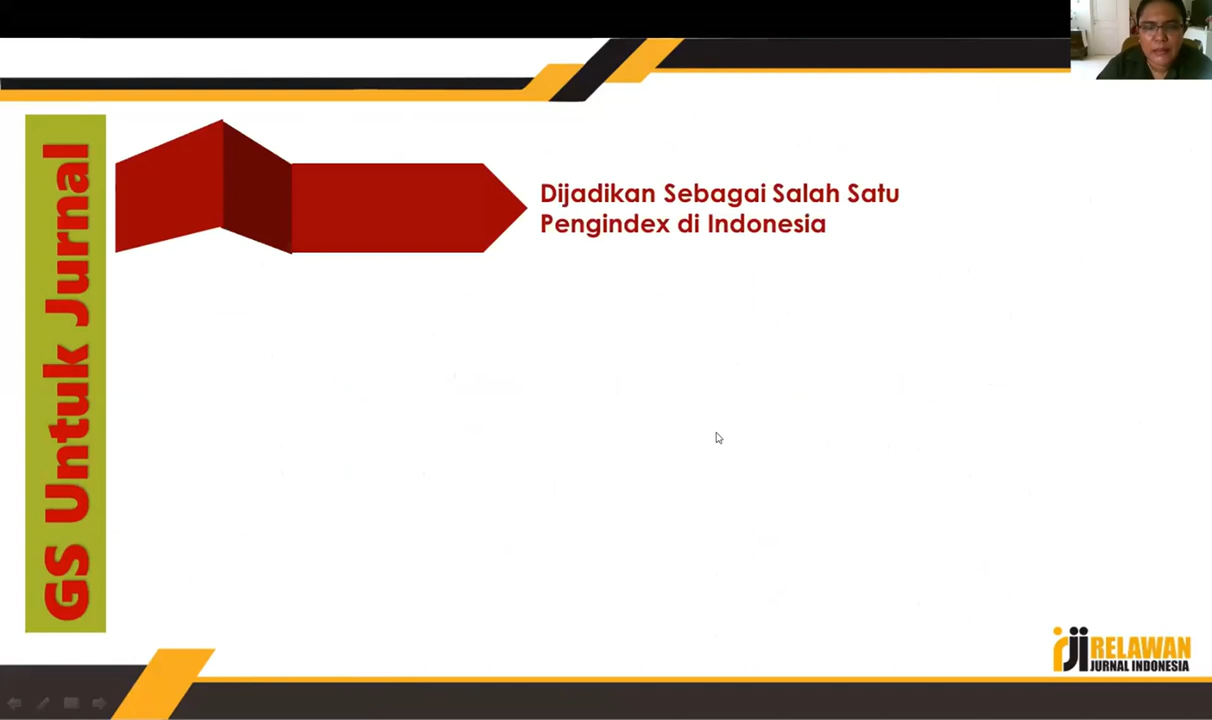 GS Untuk Jurnal
Dijadikan Sebagai Salah Satu
Pengindex di Indonesia
RELAWAN
JURNAL INDONESIA